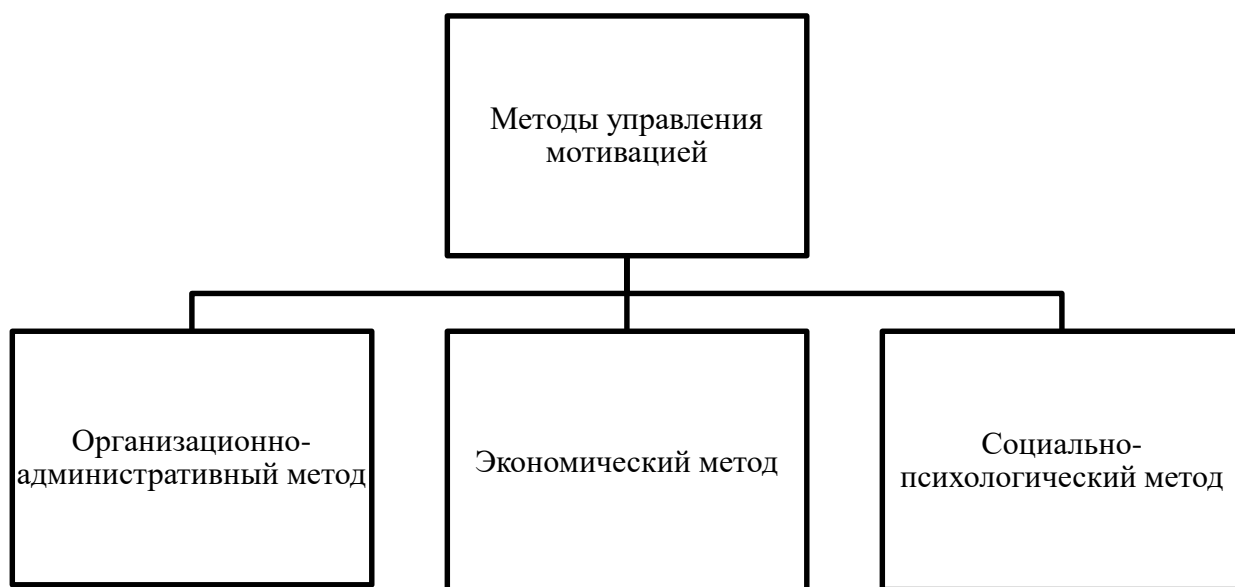 Методы управления
мотивацией
Организационно-
административный метод
Экономический метод
Социально-
психологический метод